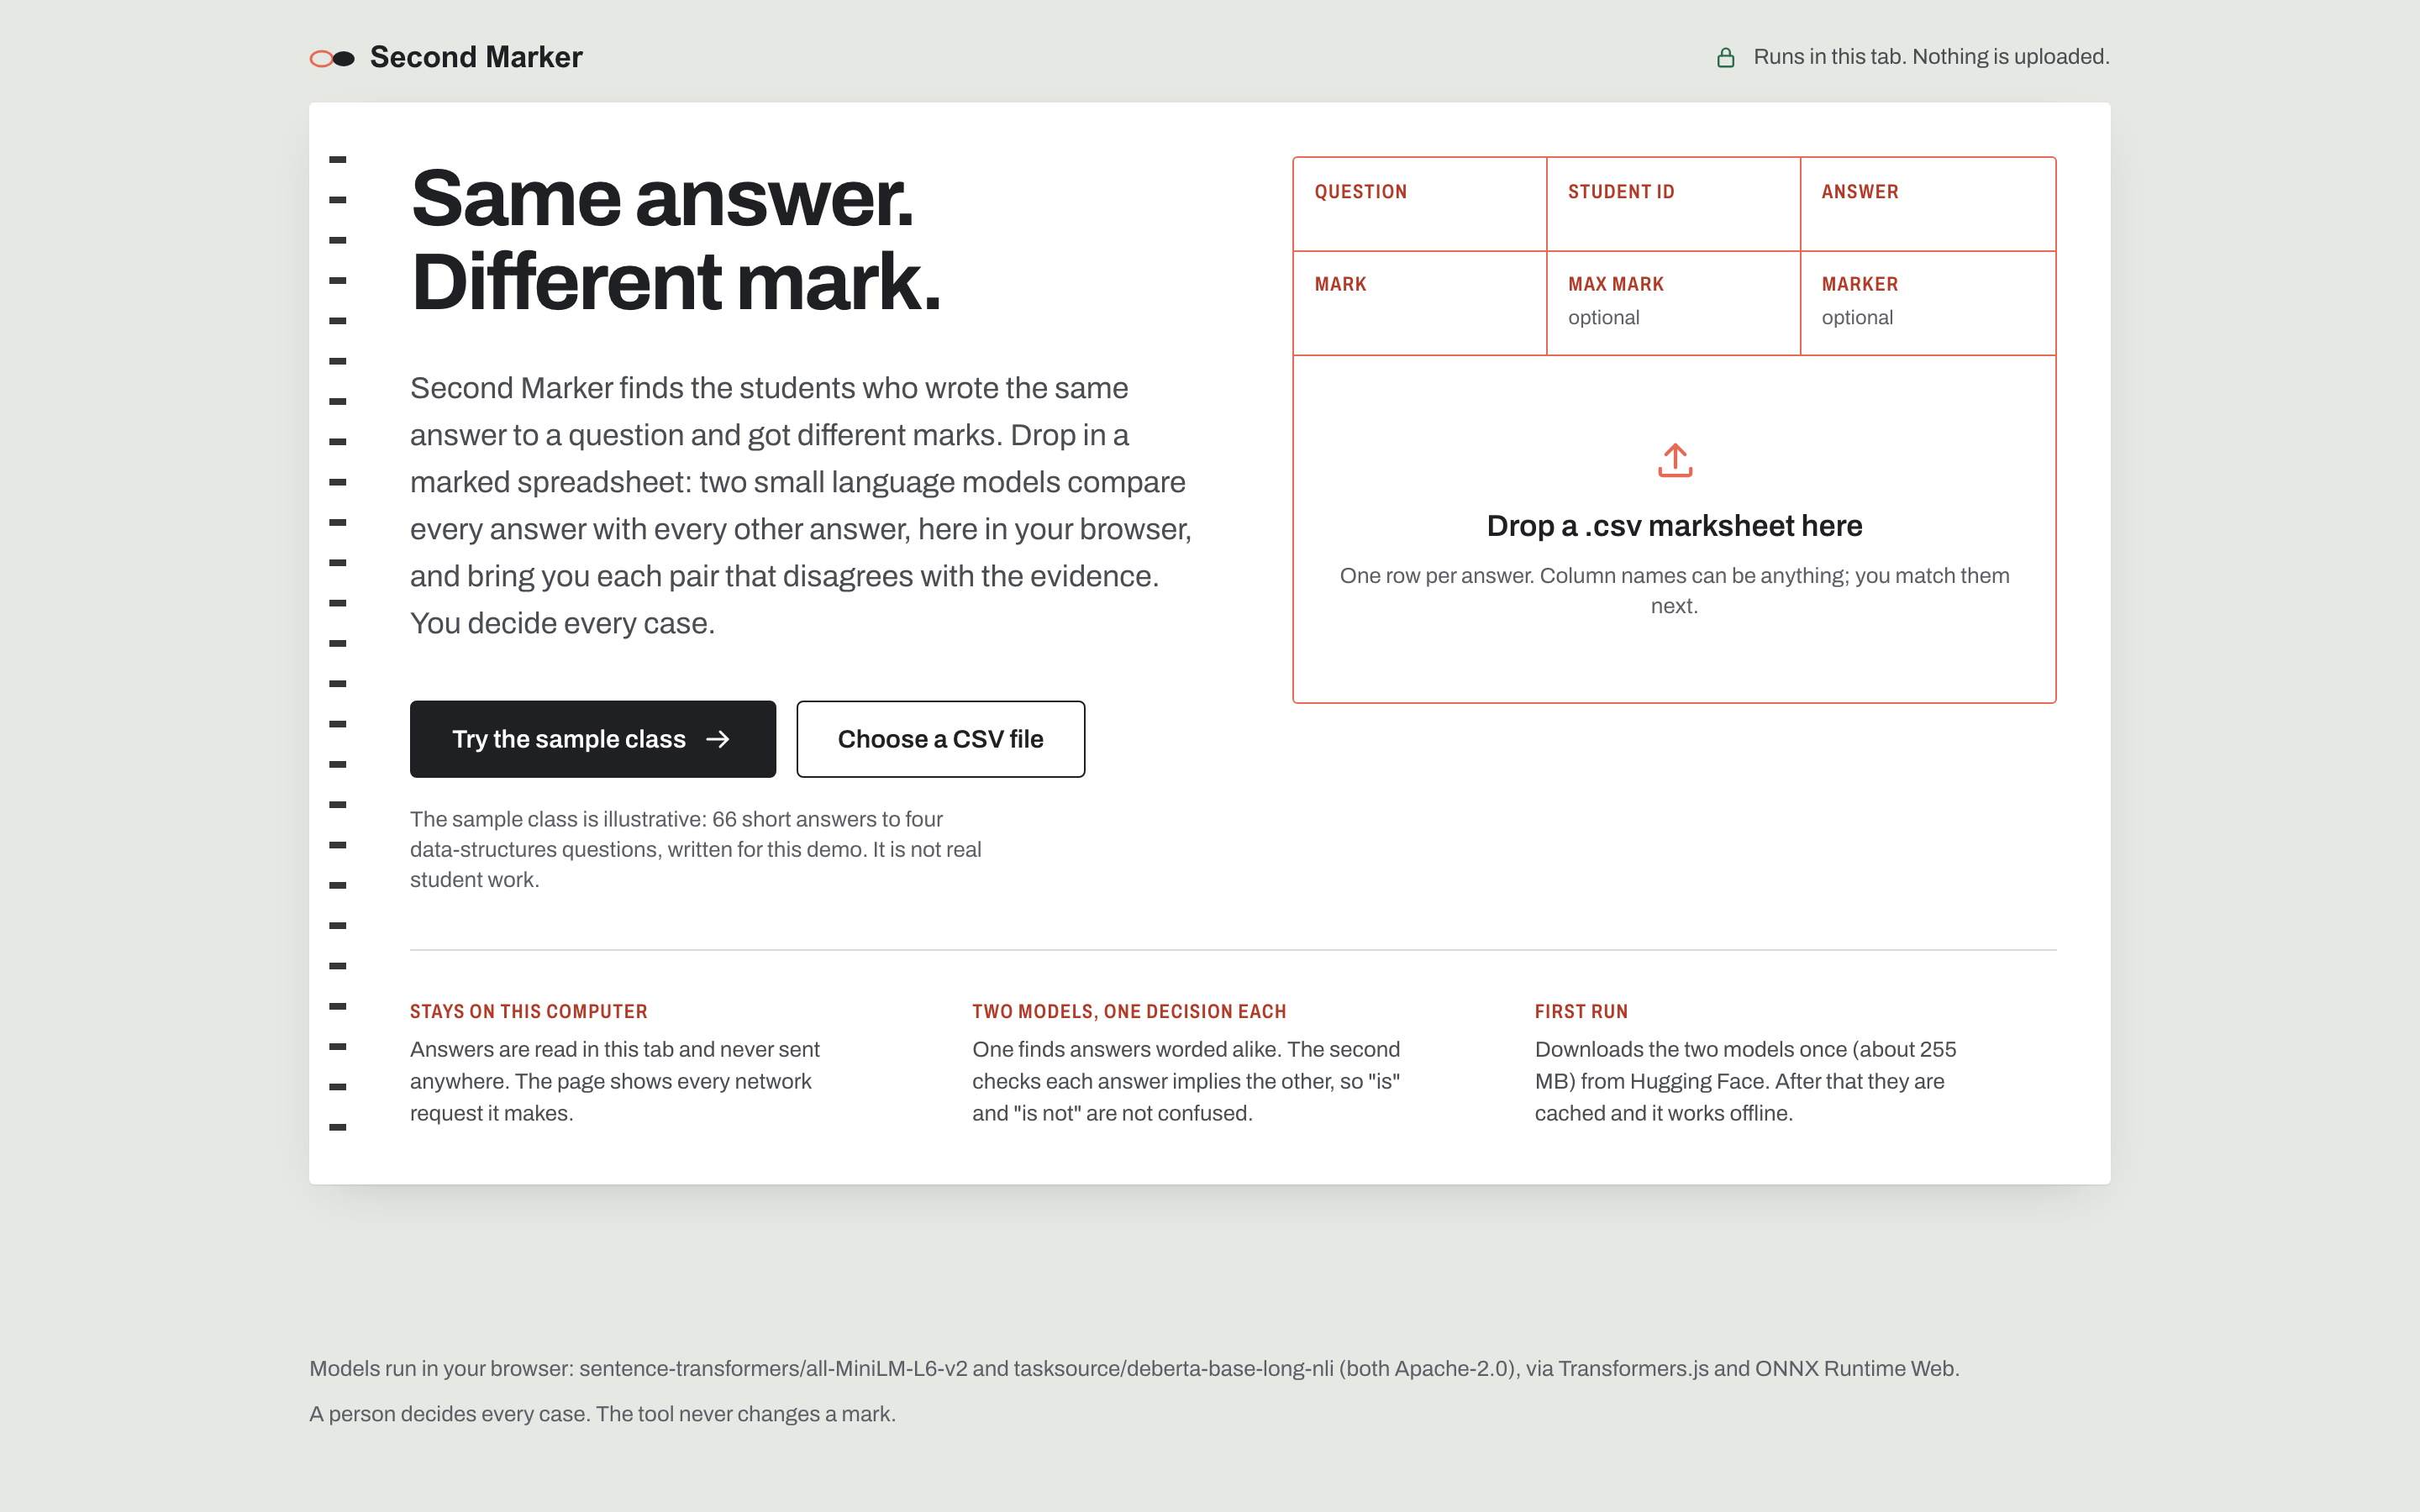 Second Marker
Runs in this tab. Nothing is uploaded.
Same answer.
Different mark.
Second Marker finds the students who wrote the same
answer to a question and got different marks. Drop in a
marked spreadsheet: two small language models compare
every answer with every other answer, here in your browser,
and bring you each pair that disagrees with the evidence.
You decide every case.
Try the sample class
Choose a CSV file
The sample class is illustrative: 66 short answers to four
data-structures questions, written for this demo. It is not real
student work.
QUESTION
STUDENT ID
ANSWER
MARK
MAX MARK
optional
MARKER
optional
Drop a .csv marksheet here
One row per answer. Column names can be anything; you match them
next.
STAYS ON THIS COMPUTER
Answers are read in this tab and never sent
anywhere. The page shows every network
request it makes.
TWO MODELS, ONE DECISION EACH
One finds answers worded alike. The second
checks each answer implies the other, so "is"
and "is not" are not confused.
FIRST RUN
Downloads the two models once (about 255
MB) from Hugging Face. After that they are
cached and it works offline.
Models run in your browser: sentence-transformers/all-MiniLM-L6-v2 and tasksource/deberta-base-long-nli (both Apache-2.0), via Transformers.js and ONNX Runtime Web.
A person decides every case. The tool never changes a mark.